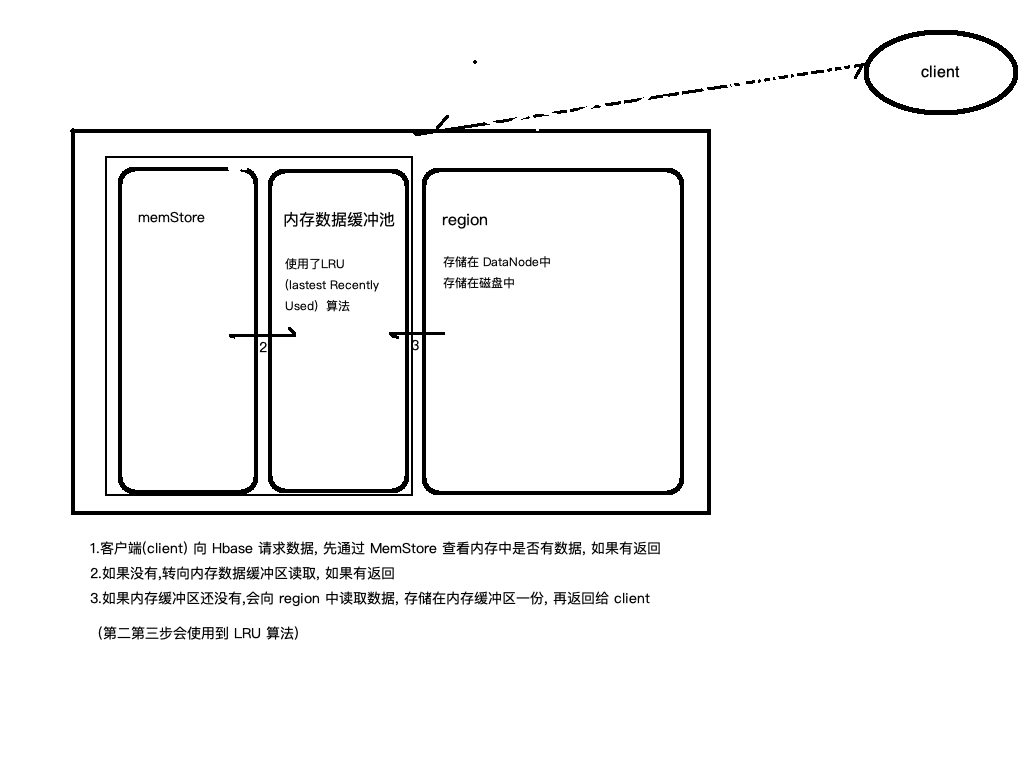 client
memStore
内存数据缓冲池
使用了LRU
(lastest Recently
Used）算法
region
存储在 DataNode中
存储在磁盘中
2
3
1.客户端(client) 向 Hbase 请求数据, 先通过 MemStore 查看内存中是否有数据, 如果有返回
2.如果没有,转向内存数据缓冲区读取, 如果有返回
3.如果内存缓冲区还没有,会向 region 中读取数据, 存储在内存缓冲区一份, 再返回给 client
（第二第三步会使用到 LRU 算法）